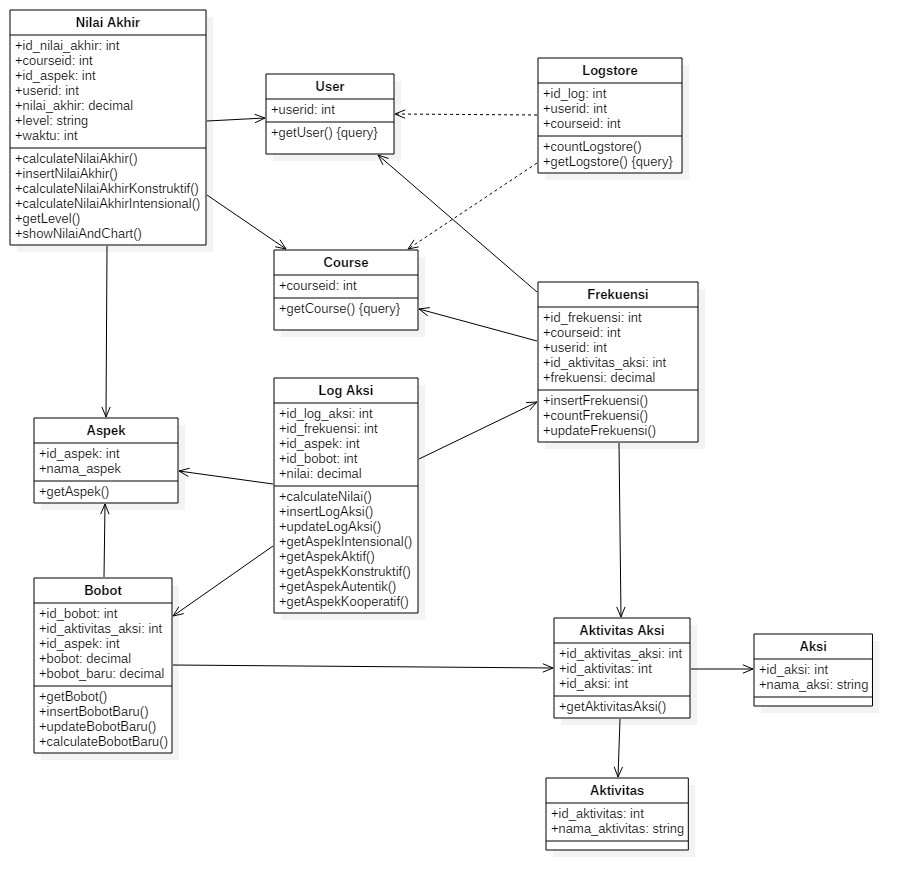 Nilai Akhir
+id_nilai_akhir: int
+courseid: int
+id_aspek: int
+userid: int
+nilai_akhir: decimal
+level: string
+waktu: int
+calculateNilaiAkhir()
+insertNilaiAkhir()
+calculateNilaiAkhirKonstruktif()
+calculateNilaiAkhirIntensional()
+getLevel()
+showNilaiAndChart()
User
+userid: int
+getUser() {query}
Logstore
+id_log: int
+userid: int
+courseid: int
+countLogstore()
+getLogstore() {query}
Course
+courseid: int
+getCourse() {query}
Frekuensi
+id_frekuensi: int
+courseid: int
+userid: int
+id_aktivitas_aksi: int
+frekuensi: decimal
+insertFrekuensi()
+countFrekuensi()
+updateFrekuensi()
Log Aksi
+id_log_aksi: int
+id_frekuensi: int
+id_aspek: int
+id_bobot: int
+nilai: decimal
+calculateNilai()
+insertLogAksi()
+updateLogAksi()
+getAspekIntensional()
+getAspekAktif()
+getAspekKonstruktif()
+getAspekAutentik()
+getAspekKooperatif()
Aspek
+id_aspek: int
+nama_aspek
+getAspek()
Bobot
+id_bobot: int
+id_aktivitas_aksi: int
+id_aspek: int
+bobot: decimal
+bobot_baru: decimal
+getBobot()
+insertBobotBaru()
+updateBobotBaru()
+calculateBobotBaru()
Aktivitas Aksi
+id_aktivitas_aksi: int
+id_aktivitas: int
+id_aksi: int
+getAktivitasAksi()
Aksi
+id_aksi: int
+nama_aksi: string
Aktivitas
+id_aktivitas: int
+nama_aktivitas: string